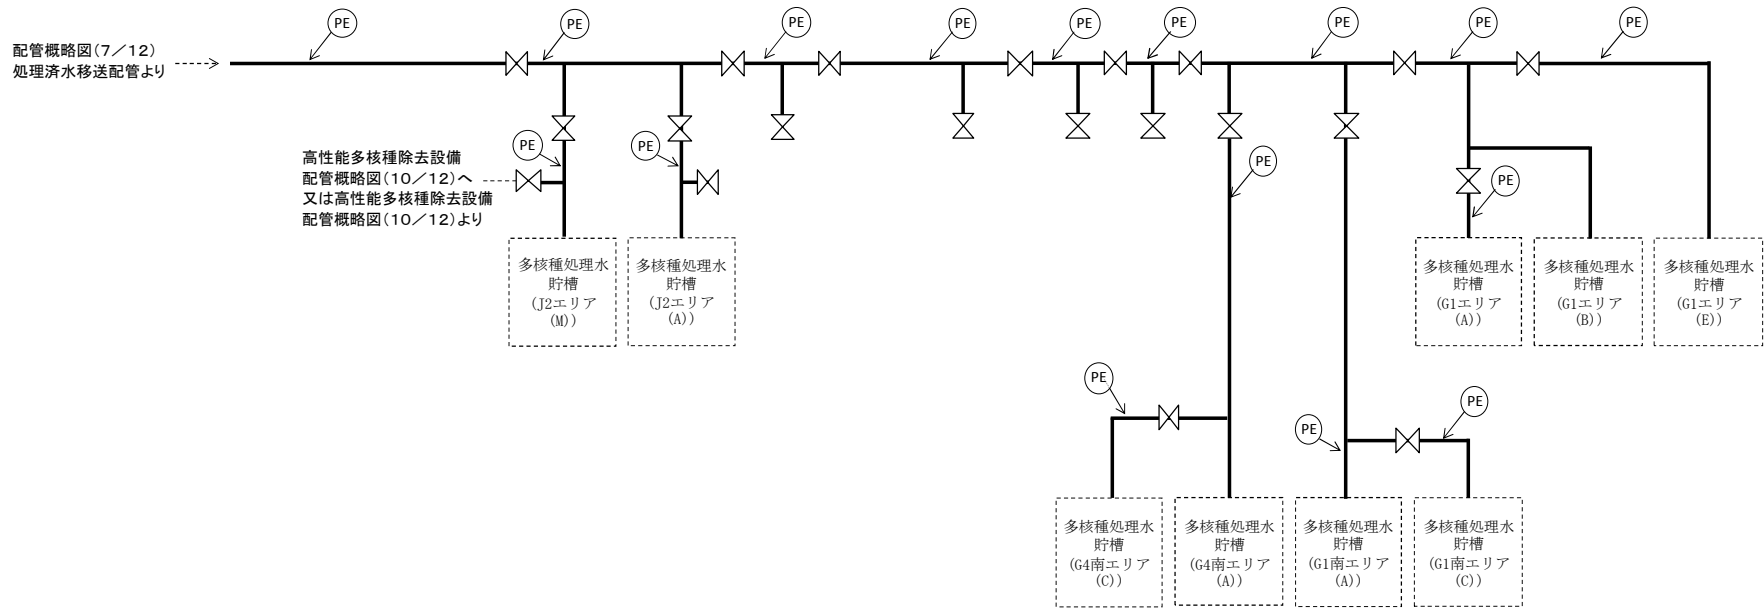 PE
PE
PE
PE
PE
PE
PE
PE
PE
配管概略図(7／12)
処理済水移送配管より
PE
PE
PE
PE
高性能多核種除去設備
配管概略図(10／12)へ
又は高性能多核種除去設備
配管概略図(10／12)より
多核種処理水
貯槽
(J2エリア
(M))
多核種処理水
貯槽
(J2エリア
(A))
多核種処理水
貯槽
(G1エリア
(A))
多核種処理水
貯槽
(G1エリア
(B))
多核種処理水
貯槽
(G1エリア
(E))
PE
PE
PE
多核種処理水
貯槽
(G4南エリア
(C))
多核種処理水
貯槽
(G4南エリア
(A))
多核種処理水
貯槽
(G1南エリア
(A))
多核種処理水
貯槽
(G1南エリア
(C))